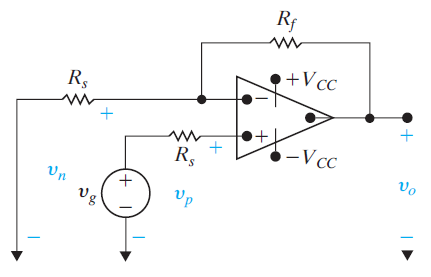 R_f
R_s
+V_CC
+
−
R_s
+
+
−V_CC
+
v_n
v_g
+
−
v_p
v_o
−
−
−